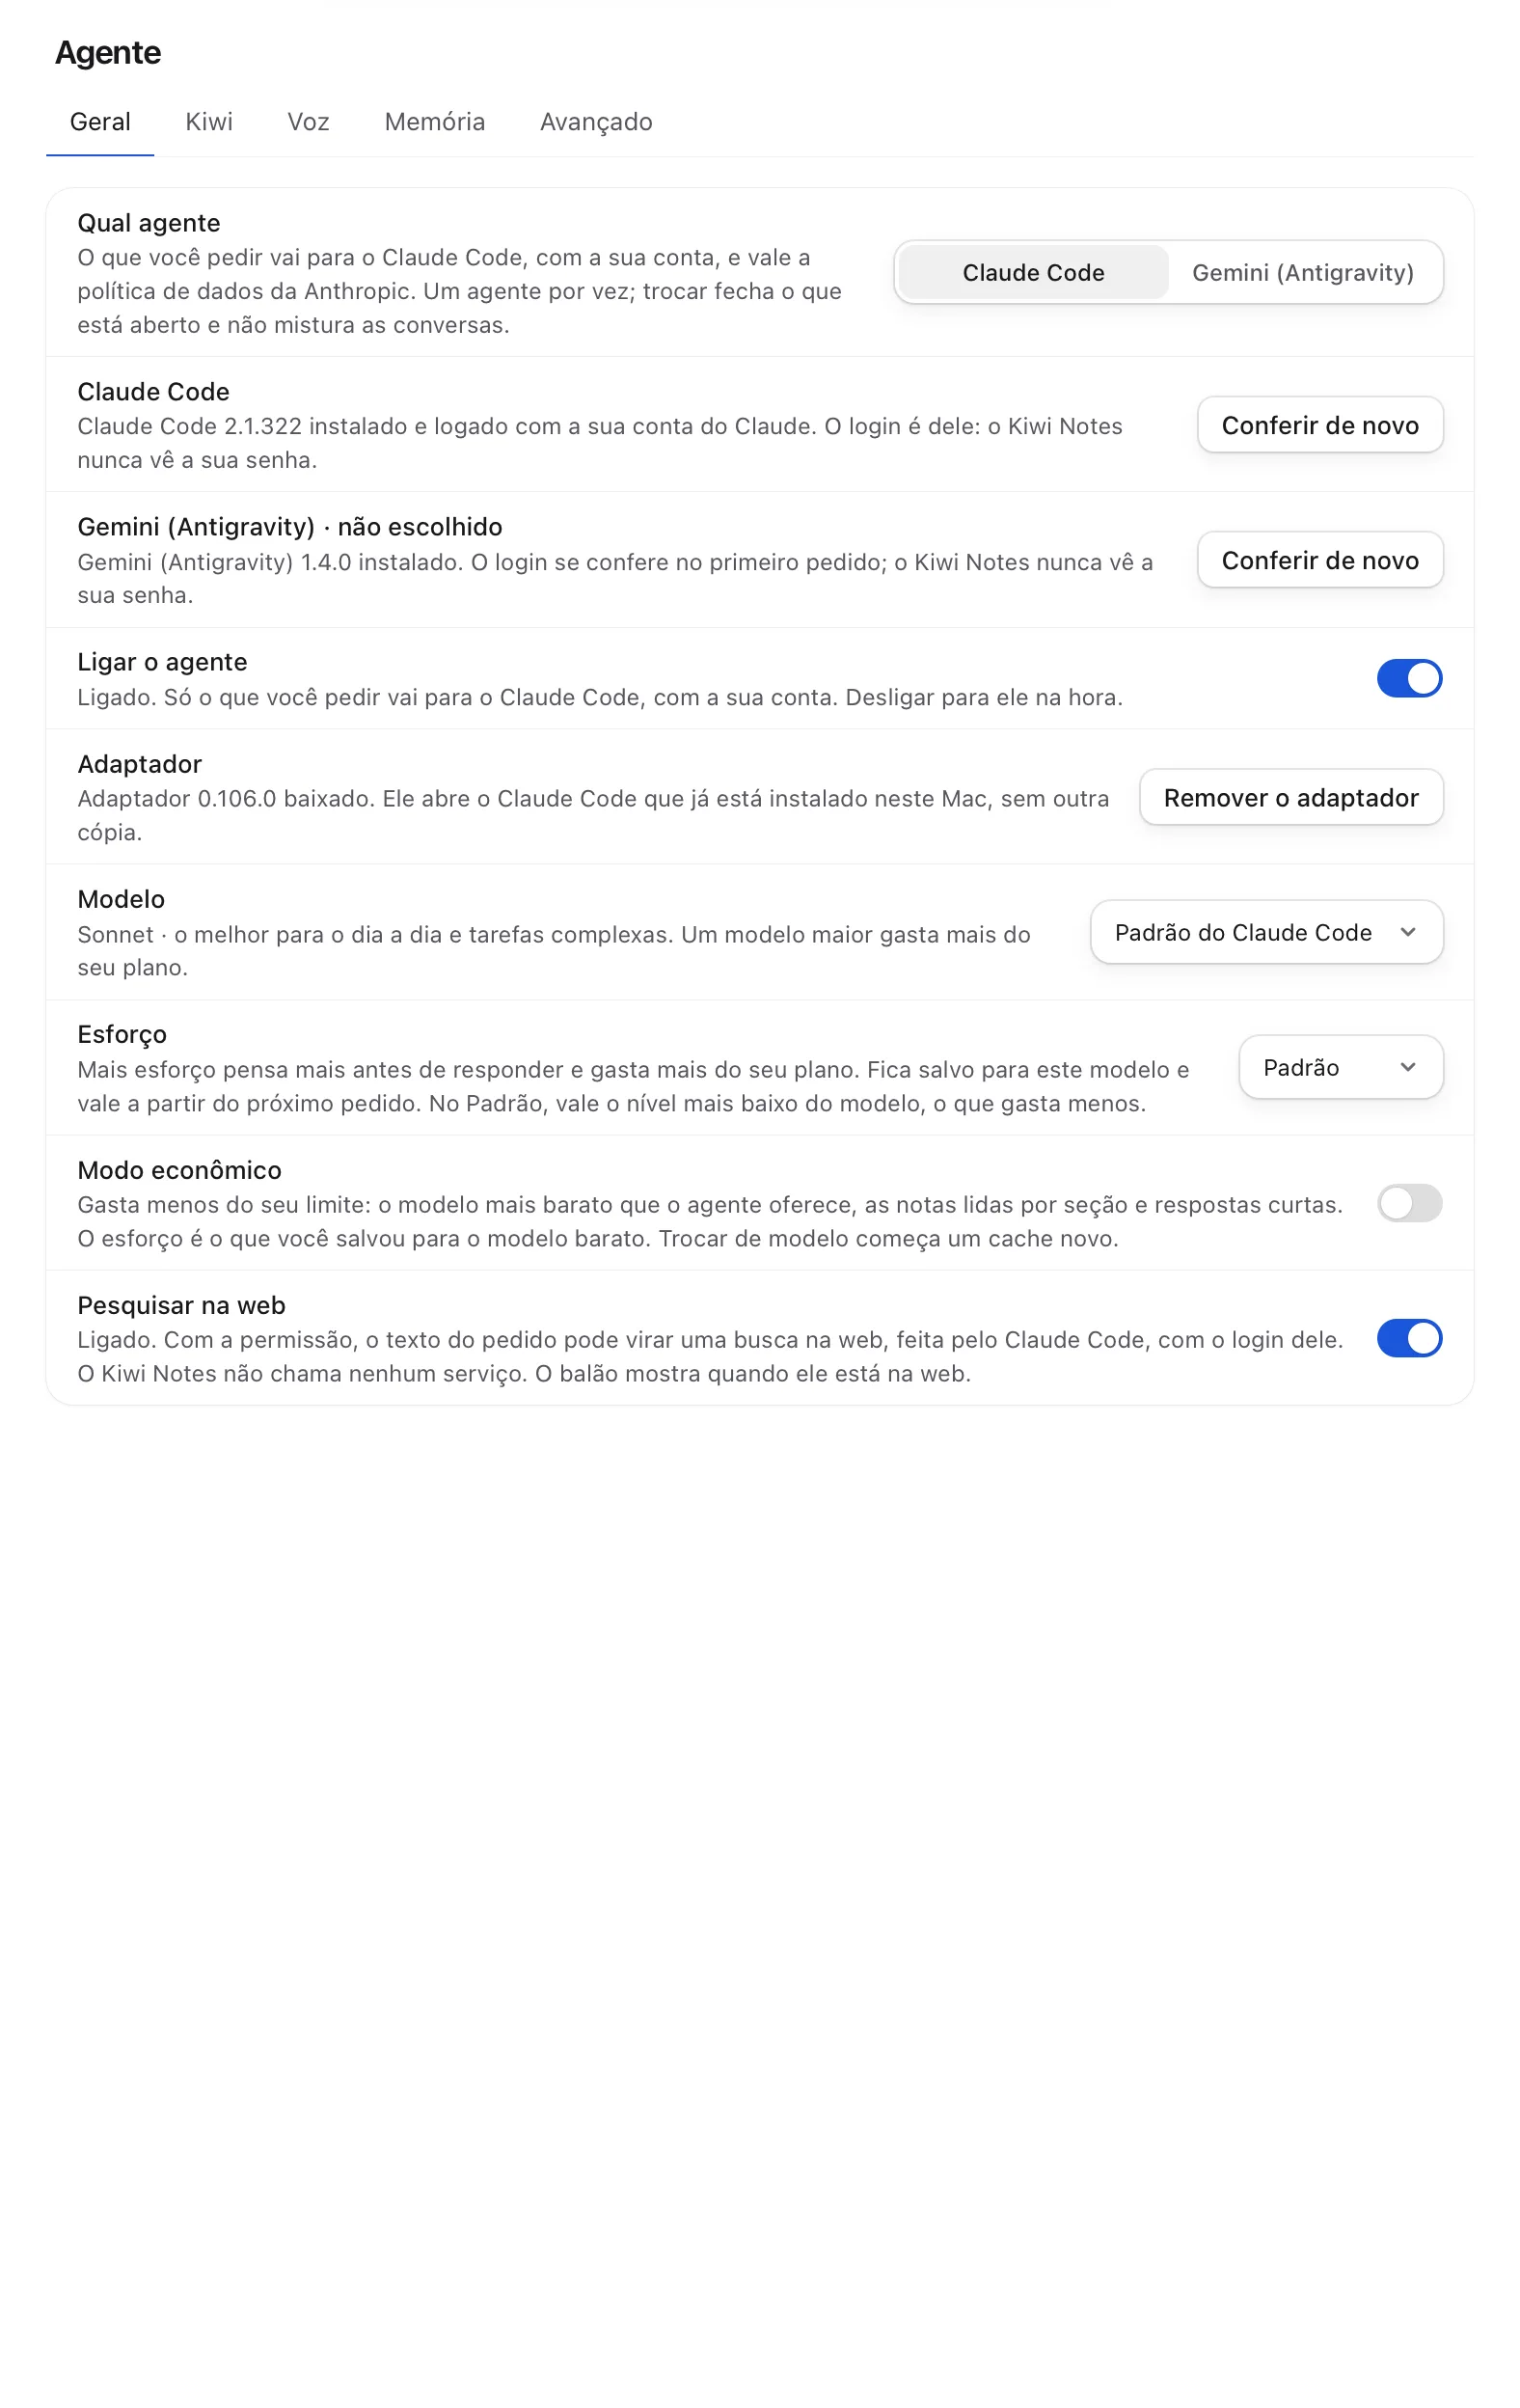 Agente
Geral
Kiwi
Voz
Memória
Avançado
Qual agente
O que você pedir vai para o Claude Code, com a sua conta, e vale a
política de dados da Anthropic. Um agente por vez; trocar fecha o que
está aberto e não mistura as conversas.
Claude Code
Gemini (Antigravity)
Claude Code
Claude Code 2.1.322 instalado e logado com a sua conta do Claude. O login é dele: o Kiwi Notes
nunca vê a sua senha.
Conferir de novo
Gemini (Antigravity) · não escolhido
Gemini (Antigravity) 1.4.0 instalado. O login se confere no primeiro pedido; o Kiwi Notes nunca vê a
sua senha.
Conferir de novo
Ligar o agente
Ligado. Só o que você pedir vai para o Claude Code, com a sua conta. Desligar para ele na hora.
Adaptador
Adaptador 0.106.0 baixado. Ele abre o Claude Code que já está instalado neste Mac, sem outra
cópia.
Remover o adaptador
Modelo
Sonnet · o melhor para o dia a dia e tarefas complexas. Um modelo maior gasta mais do
seu plano.
Padrão do Claude Code
Esforço
Mais esforço pensa mais antes de responder e gasta mais do seu plano. Fica salvo para este modelo e
vale a partir do próximo pedido. No Padrão, vale o nível mais baixo do modelo, o que gasta menos.
Padrão
Modo econômico
Gasta menos do seu limite: o modelo mais barato que o agente oferece, as notas lidas por seção e respostas curtas.
O esforço é o que você salvou para o modelo barato. Trocar de modelo começa um cache novo.
Pesquisar na web
Ligado. Com a permissão, o texto do pedido pode virar uma busca na web, feita pelo Claude Code, com o login dele.
O Kiwi Notes não chama nenhum serviço. O balão mostra quando ele está na web.